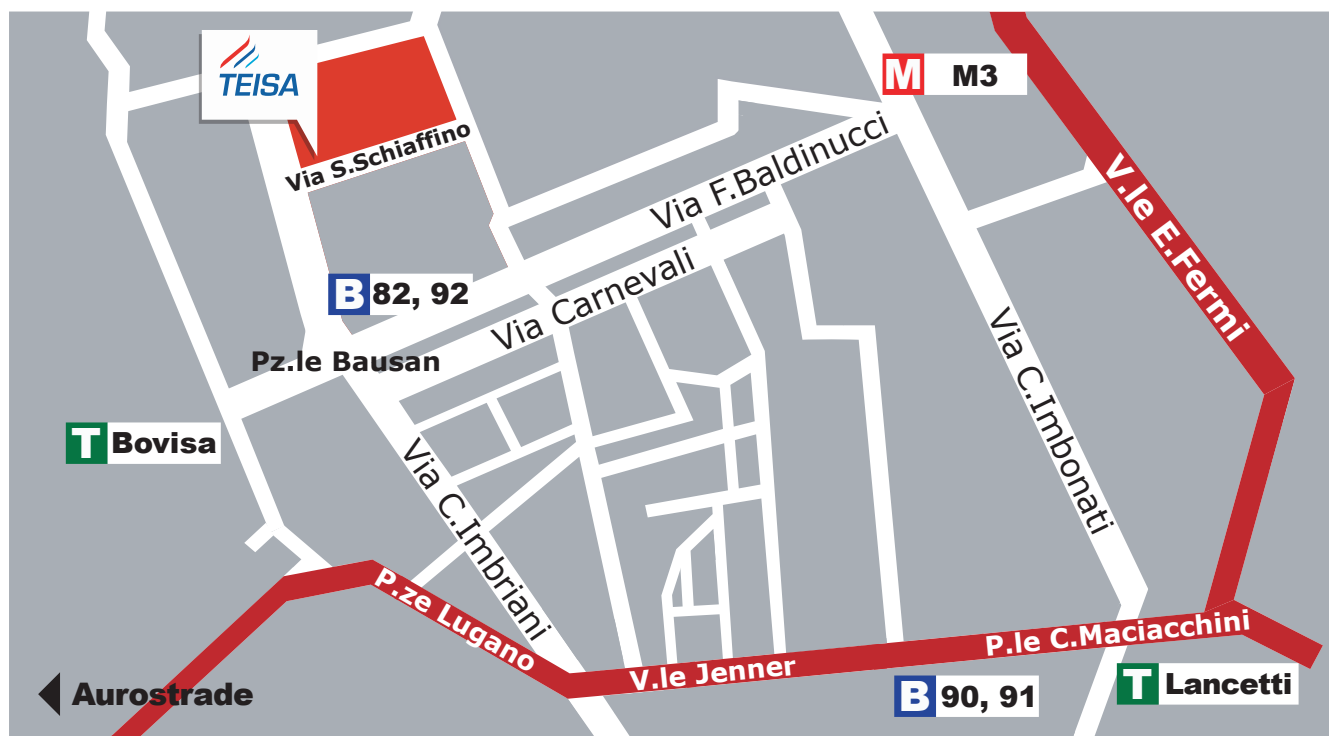 TEISA
M M3
Via S.Schiaffino
Via F.Baldinucci
V.le E.Fermi
B 82, 92
Via Carnevali
Pz.le Bausan
Via C.Imbonati
T Bovisa
Via C.Imbriani
P.ze Lugano
P.le C.Maciacchini
V.le Jenner
Aurostrade
B 90, 91
T Lancetti